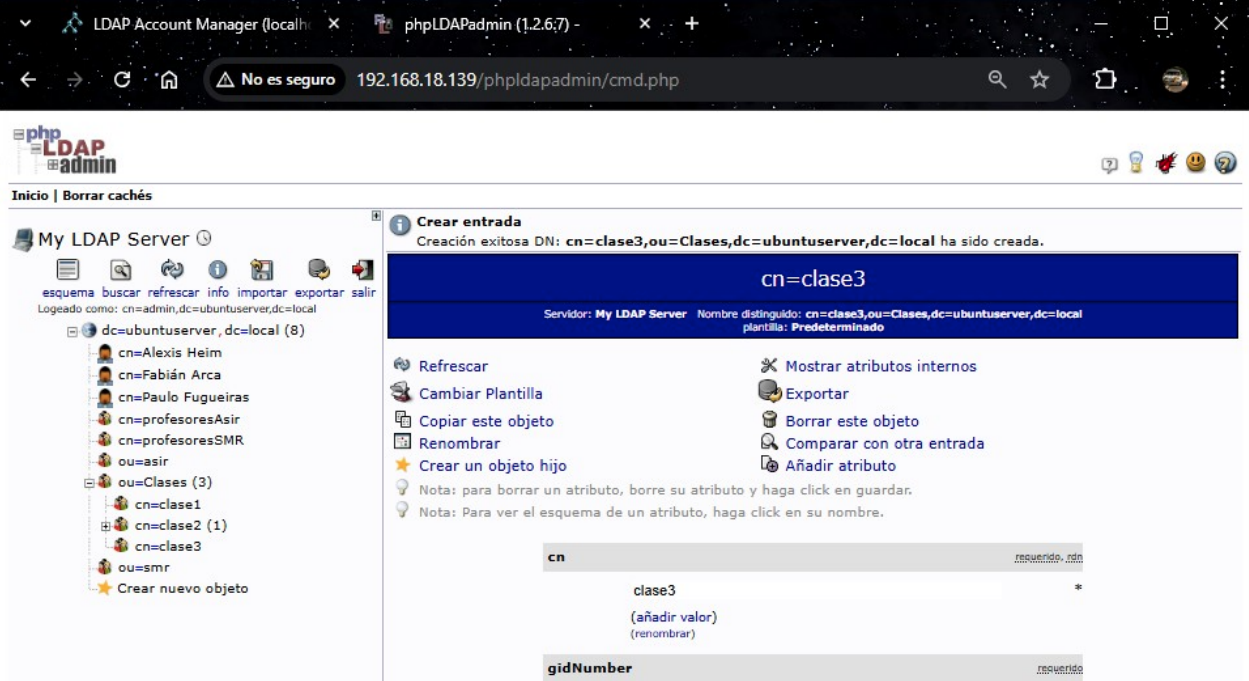 LDAP Account Manager (localh
phpLDAPadmin (1.2.6.7) -
No es seguro
192.168.18.139/phpldapadmin/cmd.php
php
LDAP
admin
Inicio | Borrar cachés
My LDAP Server
esquema buscar refrescar info importar exportar salir
Logeado como: cn=admin,dc=ubuntuserver,dc=local
dc=ubuntuserver,dc=local (8)
cn=Alexis Heim
cn=Fabián Arca
cn=Paulo Fugueiras
cn=profesoresAsir
cn=profesoresSMR
ou=asir
ou=Clases (3)
cn=clase1
cn=clase2 (1)
cn=clase3
ou=smr
Crear nuevo objeto
Crear entrada
Creación exitosa DN: cn=clase3,ou=Clases,dc=ubuntuserver,dc=local ha sido creada.
cn=clase3
Servidor: My LDAP Server Nombre distinguido: cn=clase3,ou=Clases,dc=ubuntuserver,dc=local
plantilla: Predeterminado
Refrescar
Mostrar atributos internos
Cambiar Plantilla
Exportar
Copiar este objeto
Borrar este objeto
Renombrar
Comparar con otra entrada
Crear un objeto hijo
Añadir atributo
Nota: para borrar un atributo, borre su atributo y haga click en guardar.
Nota: Para ver el esquema de un atributo, haga click en su nombre.
cn
requerido, rdn
clase3
*
(añadir valor)
(renombrar)
gidNumber
requerido